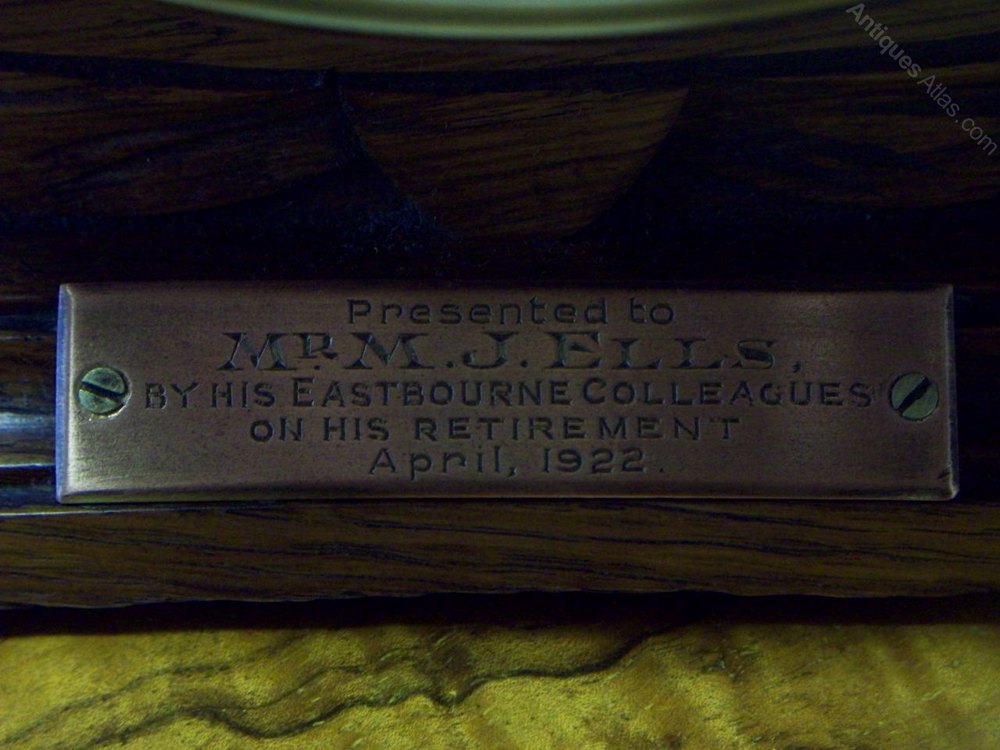 Antiques Atlas.com
Presented to
MR. M. J. ELLS,
BY HIS EASTBOURNE COLLEAGUES
ON HIS RETIREMENT
April, 1922.